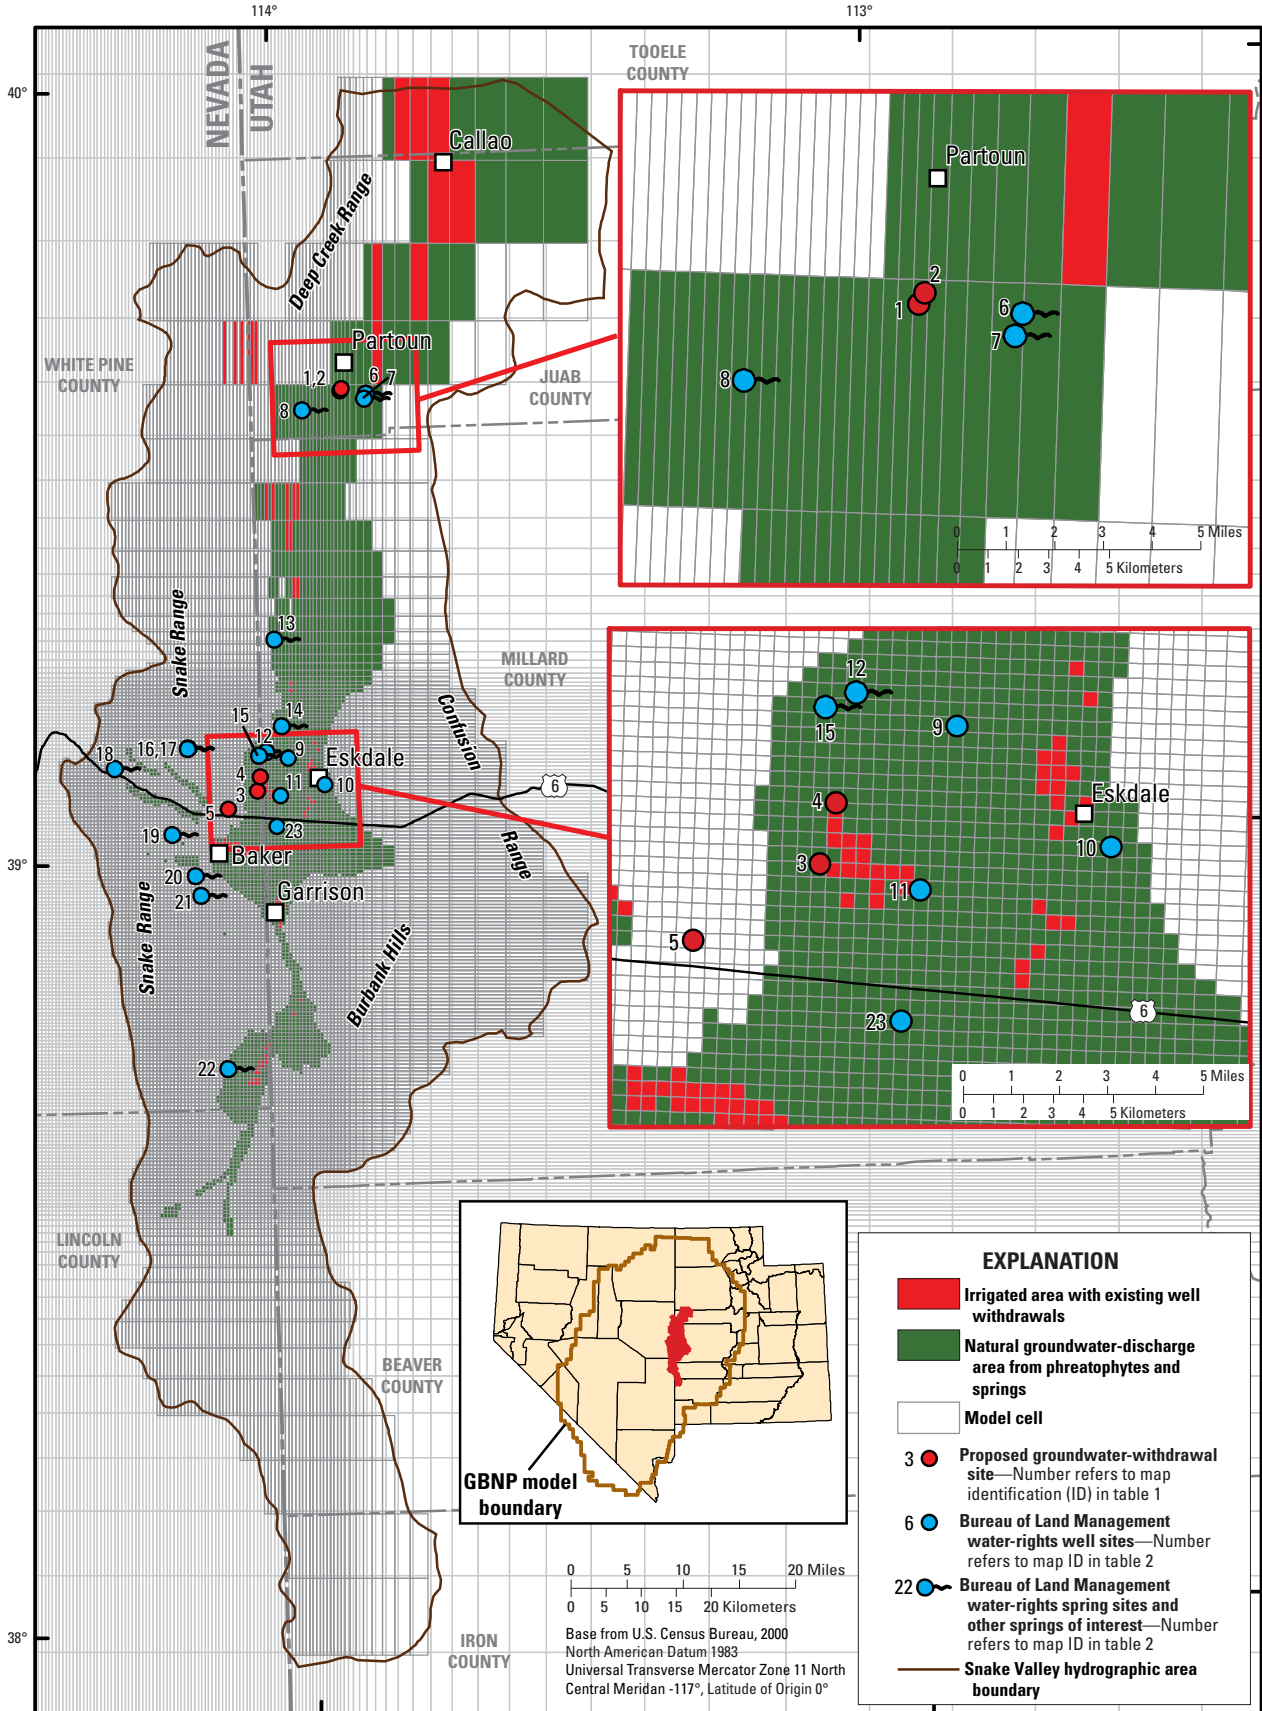 114°
113°
40°
39°
38°
NEVADA
UTAH
TOOELE
COUNTY
Callao
Deep Creek Range
Partoun
1,2
6
7
8
WHITE PINE
COUNTY
JUAB
COUNTY
Partoun
2
1
6
7
8
0 1 2 3 4 5 Miles
0 1 2 3 4 5 Kilometers
Snake Range
13
MILLARD
COUNTY
14
15
12
9
16,17
18
Confusion
Eskdale
4
11
10
3
5
6
23
19
Baker
Range
20
Garrison
21
Snake Range
Burbank Hills
22
12
15
9
4
Eskdale
3
10
11
5
6
23
0 1 2 3 4 5 Miles
0 1 2 3 4 5 Kilometers
LINCOLN
COUNTY
BEAVER
COUNTY
IRON
COUNTY
GBNP model
boundary
0 5 10 15 20 Miles
0 5 10 15 20 Kilometers
Base from U.S. Census Bureau, 2000
North American Datum 1983
Universal Transverse Mercator Zone 11 North
Central Meridian -117°, Latitude of Origin 0°
EXPLANATION
Irrigated area with existing well
withdrawals
Natural groundwater-discharge
area from phreatophytes and
springs
Model cell
3 Proposed groundwater-withdrawal
site—Number refers to map
identification (ID) in table 1
6 Bureau of Land Management
water-rights well sites—Number
refers to map ID in table 2
22 Bureau of Land Management
water-rights spring sites and
other springs of interest—Number
refers to map ID in table 2
Snake Valley hydrographic area
boundary